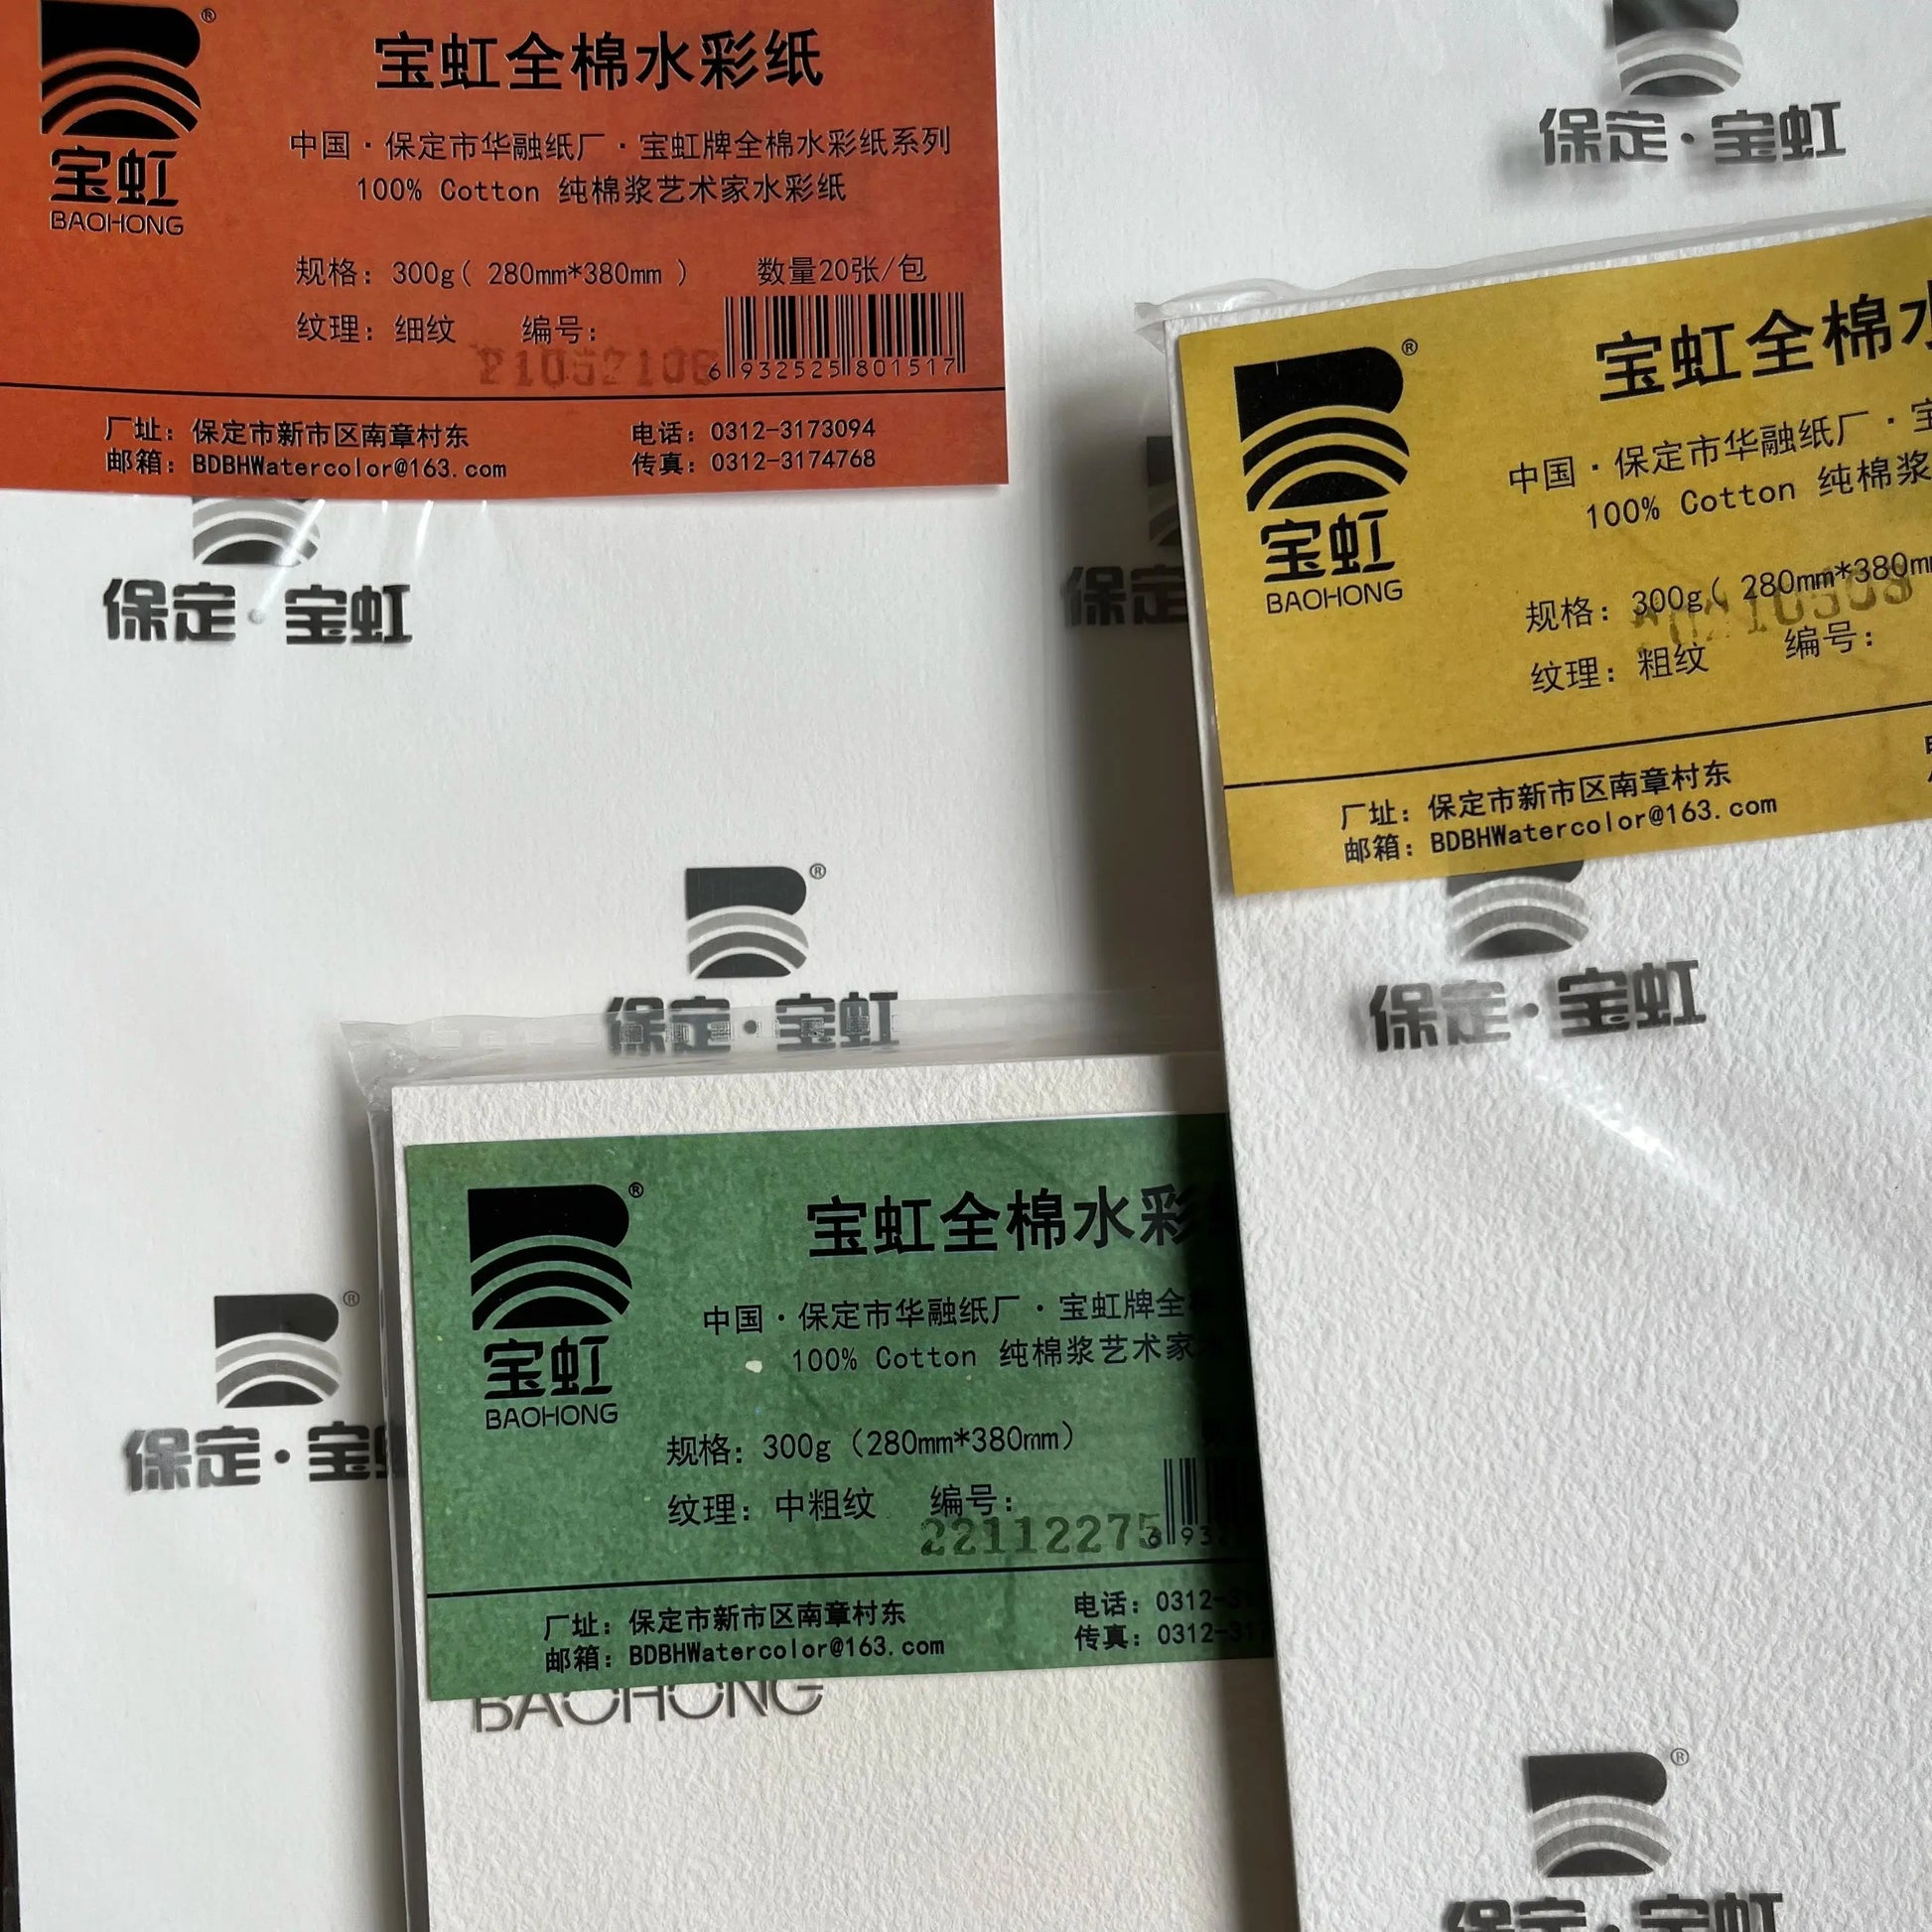 宝虹全棉水彩纸
宝虹
BAOHONG
中国·保定市华融纸厂·宝虹牌全棉水彩纸系列
100% Cotton 纯棉浆艺术家水彩纸
规格：300g( 280mm*380mm ) 数量20张/包
纹理：细纹 编号：
6 932525 801517
厂址：保定市新市区南章村东 电话：0312-3173094
邮箱：BDBHWatercolor@163.com 传真：0312-3174768
保定·宝虹
保定·宝虹
保定
宝虹全棉
宝虹
BAOHONG
中国·保定市华融纸厂·
100% Cotton 纯棉浆
规格：300g( 280mm*380m
纹理：粗纹 编号：
厂址：保定市新市区南章村东
邮箱：BDBHWatercolor@163.com
保定·宝虹
保定·宝虹
保定·宝
宝虹全棉水彩
宝虹
BAOHONG
中国·保定市华融纸厂·宝虹牌全
100% Cotton 纯棉浆艺术家
规格：300g（280mm*380mm）
纹理：中粗纹 编号：
22112275
6 93
厂址：保定市新市区南章村东 电话：0312-3
邮箱：BDBHWatercolor@163.com 传真：0312-31
BAOHONG
保定·宝虹